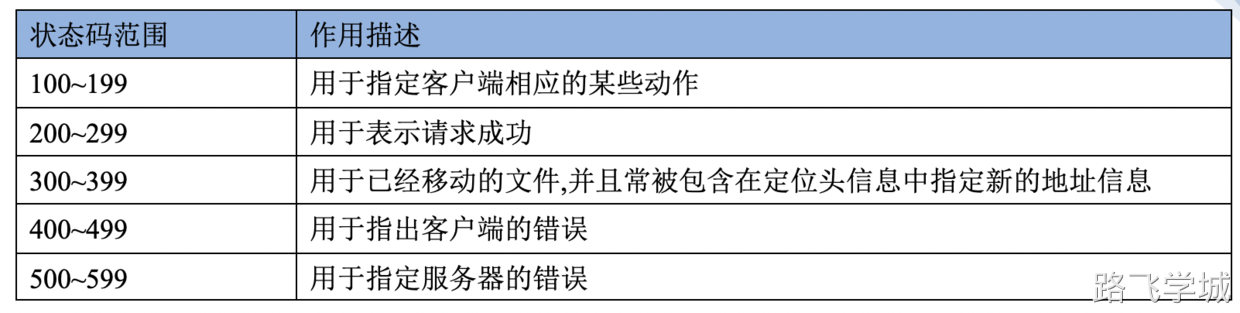 状态码范围 作用描述
100~199 用于指定客户端相应的某些动作
200~299 用于表示请求成功
300~399 用于已经移动的文件,并且常被包含在定位头信息中指定新的地址信息
400~499 用于指出客户端的错误
500~599 用于指定服务器的错误
路飞学城